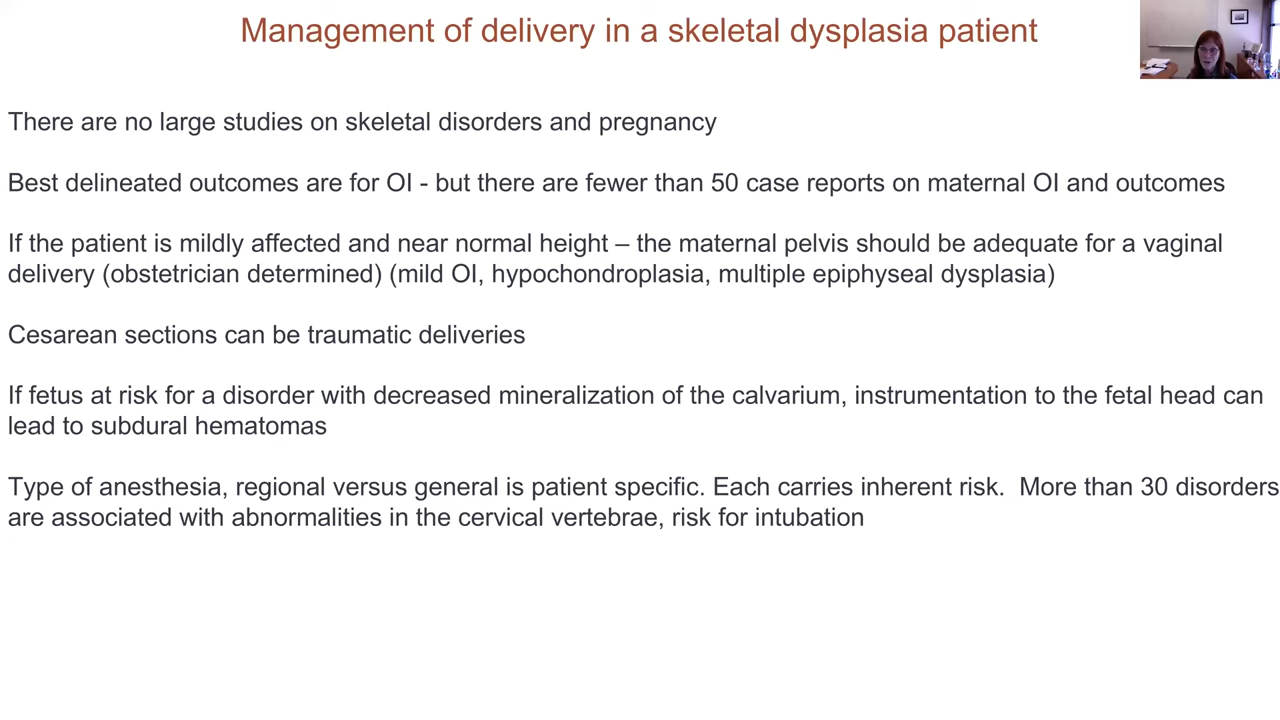 Management of delivery in a skeletal dysplasia patient
There are no large studies on skeletal disorders and pregnancy
Best delineated outcomes are for OI - but there are fewer than 50 case reports on maternal OI and outcomes
If the patient is mildly affected and near normal height – the maternal pelvis should be adequate for a vaginal
delivery (obstetrician determined) (mild OI, hypochondroplasia, multiple epiphyseal dysplasia)
Cesarean sections can be traumatic deliveries
If fetus at risk for a disorder with decreased mineralization of the calvarium, instrumentation to the fetal head can
lead to subdural hematomas
Type of anesthesia, regional versus general is patient specific. Each carries inherent risk.  More than 30 disorders
are associated with abnormalities in the cervical vertebrae, risk for intubation